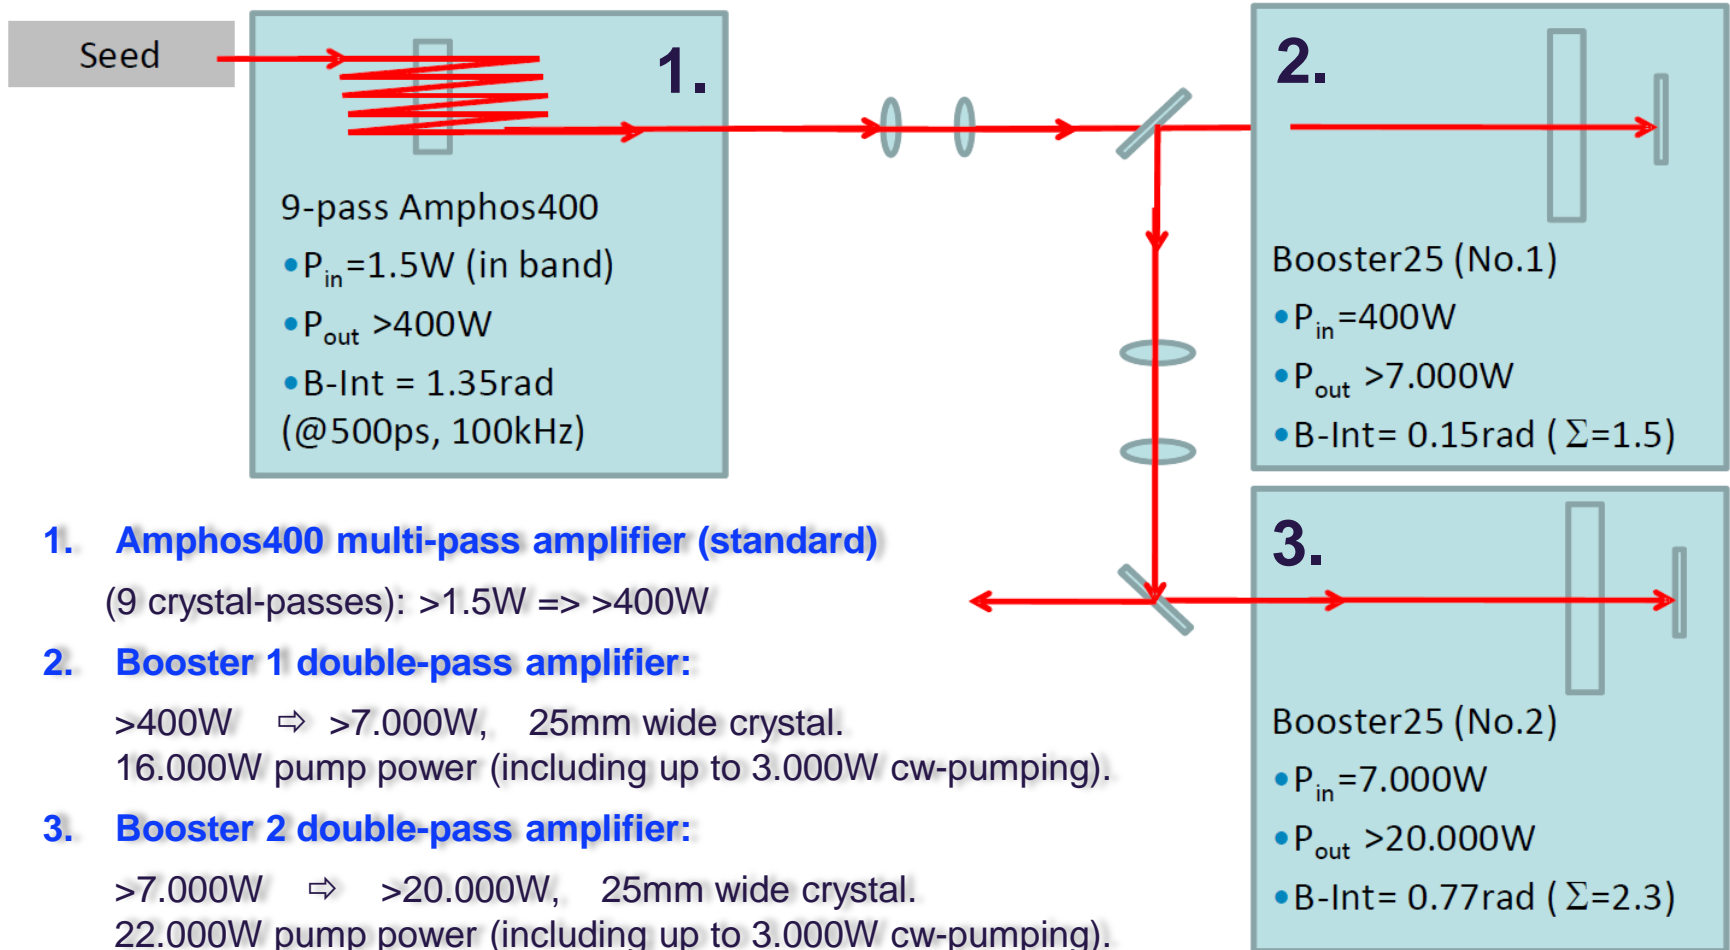 Seed
1.
9-pass Amphos400
•Pin=1.5W (in band)
•Pout >400W
•B-Int = 1.35rad
(@500ps, 100kHz)
2.
Booster25 (No.1)
•Pin=400W
•Pout >7.000W
•B-Int= 0.15rad ( Σ=1.5)
3.
Booster25 (No.2)
•Pin=7.000W
•Pout >20.000W
•B-Int= 0.77rad ( Σ=2.3)
1. Amphos400 multi-pass amplifier (standard)
(9 crystal-passes): >1.5W => >400W
2. Booster 1 double-pass amplifier:
>400W ⇨ >7.000W, 25mm wide crystal.
16.000W pump power (including up to 3.000W cw-pumping).
3. Booster 2 double-pass amplifier:
>7.000W ⇨ >20.000W, 25mm wide crystal.
22.000W pump power (including up to 3.000W cw-pumping).